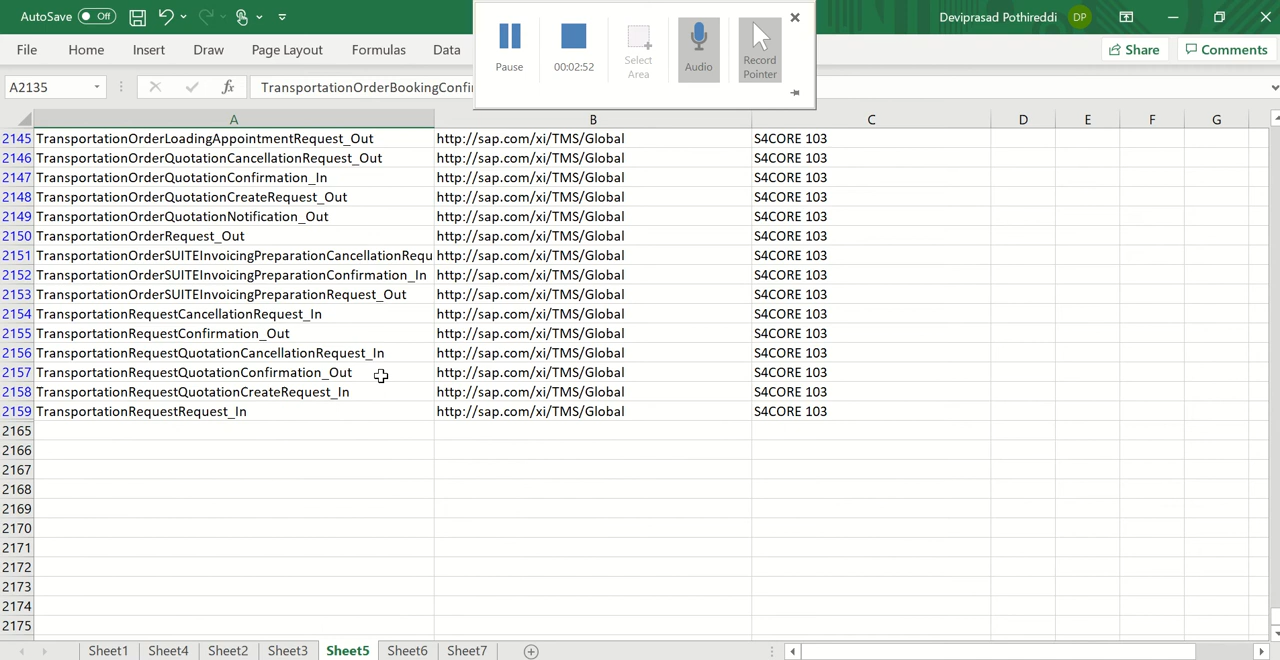 AutoSave Off Deviprasad Pothireddi DP
Pause 00:02:52 Select Area Audio Record Pointer
File Home Insert Draw Page Layout Formulas Data Share Comments
A2135 fx TransportationOrderBookingConfi
A B C D E F G
2145 TransportationOrderLoadingAppointmentRequest_Out http://sap.com/xi/TMS/Global S4CORE 103
2146 TransportationOrderQuotationCancellationRequest_Out http://sap.com/xi/TMS/Global S4CORE 103
2147 TransportationOrderQuotationConfirmation_In http://sap.com/xi/TMS/Global S4CORE 103
2148 TransportationOrderQuotationCreateRequest_Out http://sap.com/xi/TMS/Global S4CORE 103
2149 TransportationOrderQuotationNotification_Out http://sap.com/xi/TMS/Global S4CORE 103
2150 TransportationOrderRequest_Out http://sap.com/xi/TMS/Global S4CORE 103
2151 TransportationOrderSUITEInvoicingPreparationCancellationRequ http://sap.com/xi/TMS/Global S4CORE 103
2152 TransportationOrderSUITEInvoicingPreparationConfirmation_In http://sap.com/xi/TMS/Global S4CORE 103
2153 TransportationOrderSUITEInvoicingPreparationRequest_Out http://sap.com/xi/TMS/Global S4CORE 103
2154 TransportationRequestCancellationRequest_In http://sap.com/xi/TMS/Global S4CORE 103
2155 TransportationRequestConfirmation_Out http://sap.com/xi/TMS/Global S4CORE 103
2156 TransportationRequestQuotationCancellationRequest_In http://sap.com/xi/TMS/Global S4CORE 103
2157 TransportationRequestQuotationConfirmation_Out http://sap.com/xi/TMS/Global S4CORE 103
2158 TransportationRequestQuotationCreateRequest_In http://sap.com/xi/TMS/Global S4CORE 103
2159 TransportationRequestRequest_In http://sap.com/xi/TMS/Global S4CORE 103
2165
2166
2167
2168
2169
2170
2171
2172
2173
2174
2175
Sheet1 Sheet4 Sheet2 Sheet3 Sheet5 Sheet6 Sheet7